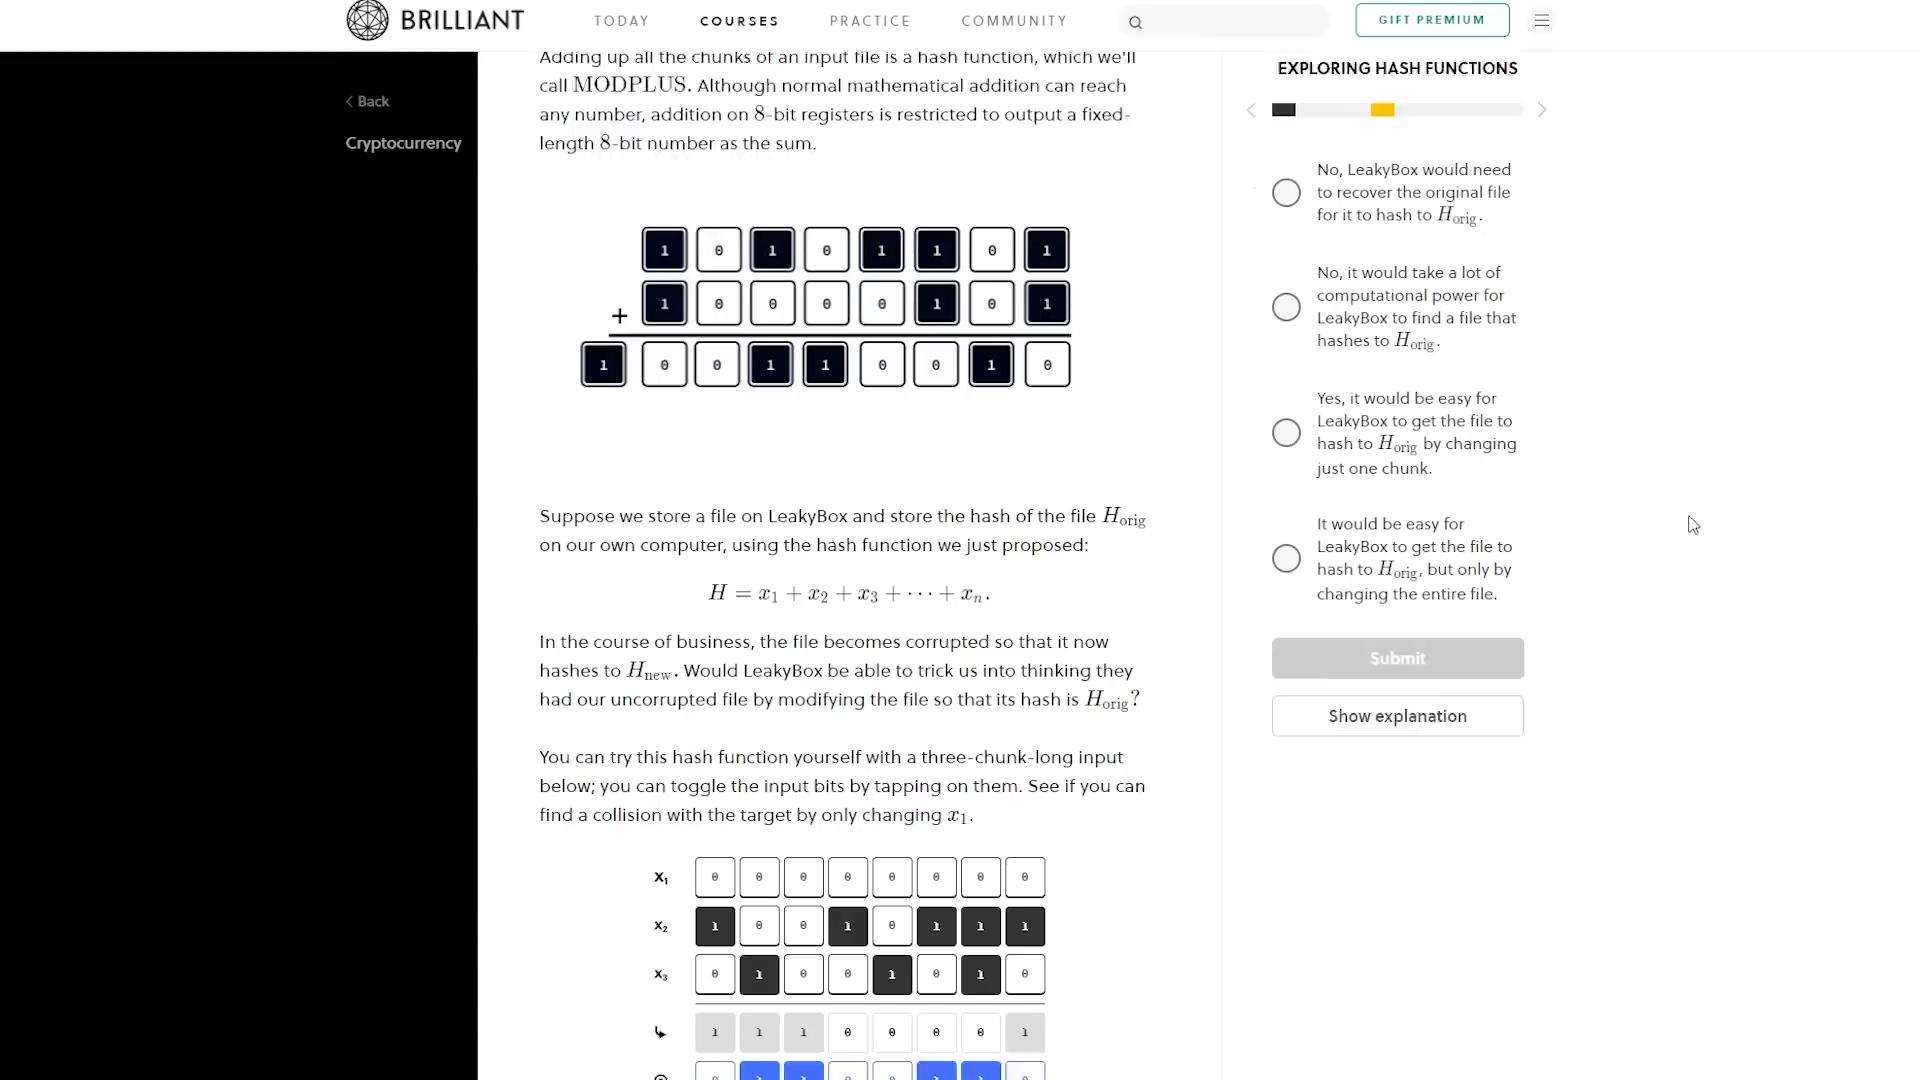 BRILLIANT
TODAY
COURSES
PRACTICE
COMMUNITY
GIFT PREMIUM
< Back
Cryptocurrency
Adding up all the chunks of an input file is a hash function, which we'll
call MODPLUS. Although normal mathematical addition can reach
any number, addition on 8-bit registers is restricted to output a fixed-
length 8-bit number as the sum.
1 0 1 0 1 1 0 1
+ 1 0 0 0 0 1 0 1
1 0 0 1 1 0 0 1 0
Suppose we store a file on LeakyBox and store the hash of the file H_orig
on our own computer, using the hash function we just proposed:
H = x₁ + x₂ + x₃ + ··· + xₙ.
In the course of business, the file becomes corrupted so that it now
hashes to H_new. Would LeakyBox be able to trick us into thinking they
had our uncorrupted file by modifying the file so that its hash is H_orig?
You can try this hash function yourself with a three-chunk-long input
below; you can toggle the input bits by tapping on them. See if you can
find a collision with the target by only changing x₁.
X₁ 0 0 0 0 0 0 0 0
X₂ 1 0 0 1 0 1 1 1
X₃ 0 1 0 0 1 0 1 0
1 1 1 0 0 0 0 1
EXPLORING HASH FUNCTIONS
No, LeakyBox would need
to recover the original file
for it to hash to H_orig.
No, it would take a lot of
computational power for
LeakyBox to find a file that
hashes to H_orig.
Yes, it would be easy for
LeakyBox to get the file to
hash to H_orig by changing
just one chunk.
It would be easy for
LeakyBox to get the file to
hash to H_orig, but only by
changing the entire file.
Submit
Show explanation